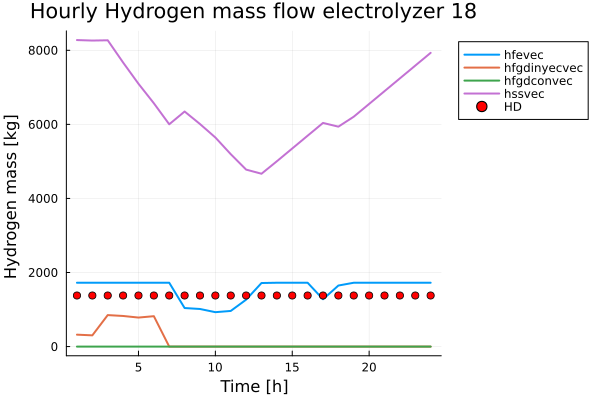 Hourly Hydrogen mass flow electrolyzer 18
hfevec
hfgdinyecvec
hfgdconvec
hssvec
HD
Hydrogen mass [kg]
8000
6000
4000
2000
0
5
10
15
20
Time [h]